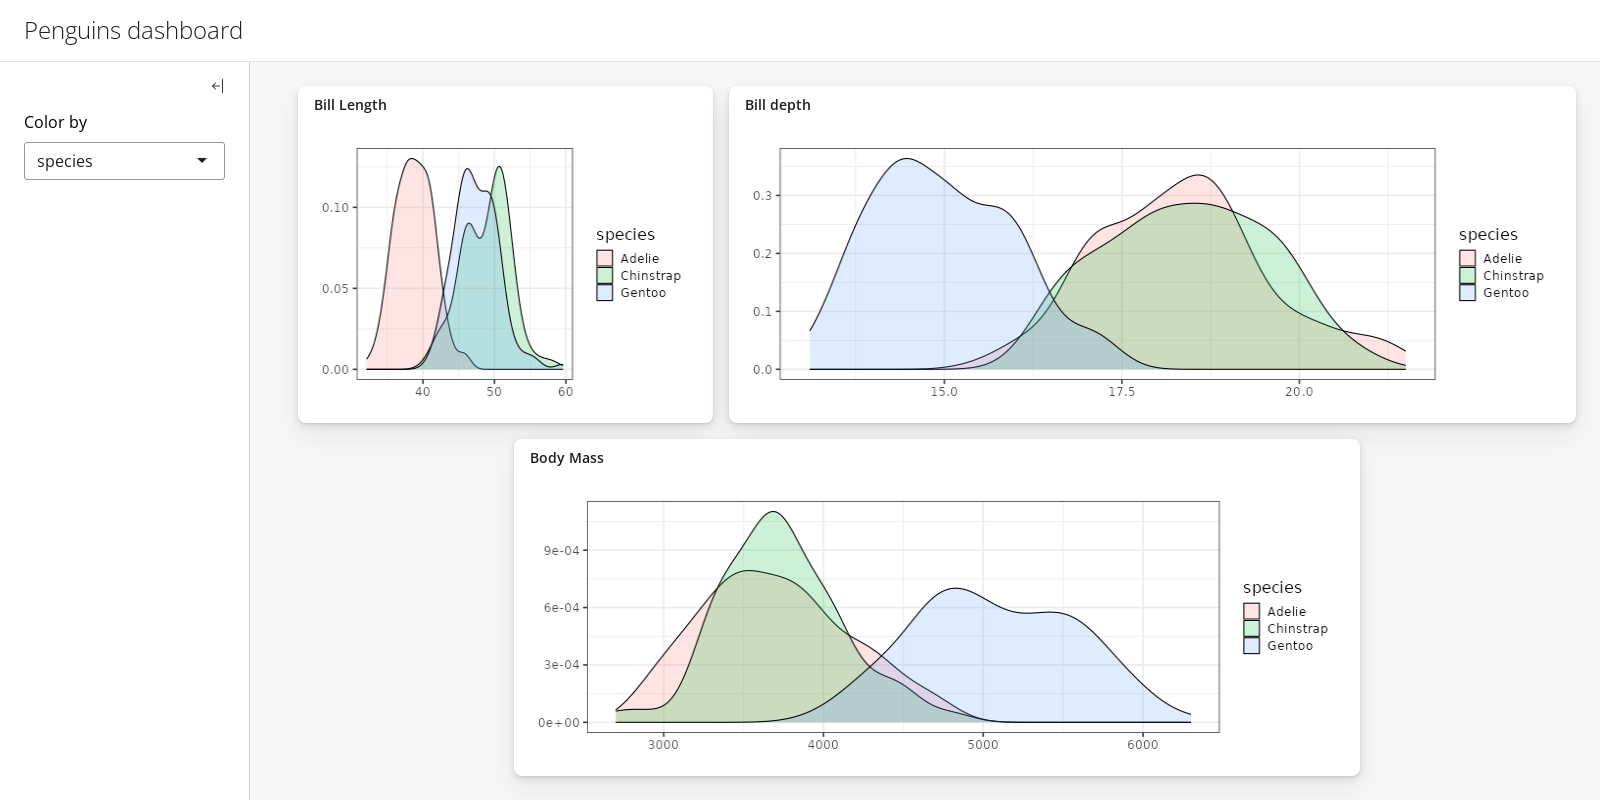 Penguins dashboard
Color by
species
Bill Length
0.10
0.05
0.00
40 50 60
species
Adelie
Chinstrap
Gentoo
Bill depth
0.3
0.2
0.1
0.0
15.0 17.5 20.0
species
Adelie
Chinstrap
Gentoo
Body Mass
9e-04
6e-04
3e-04
0e+00
3000 4000 5000 6000
species
Adelie
Chinstrap
Gentoo